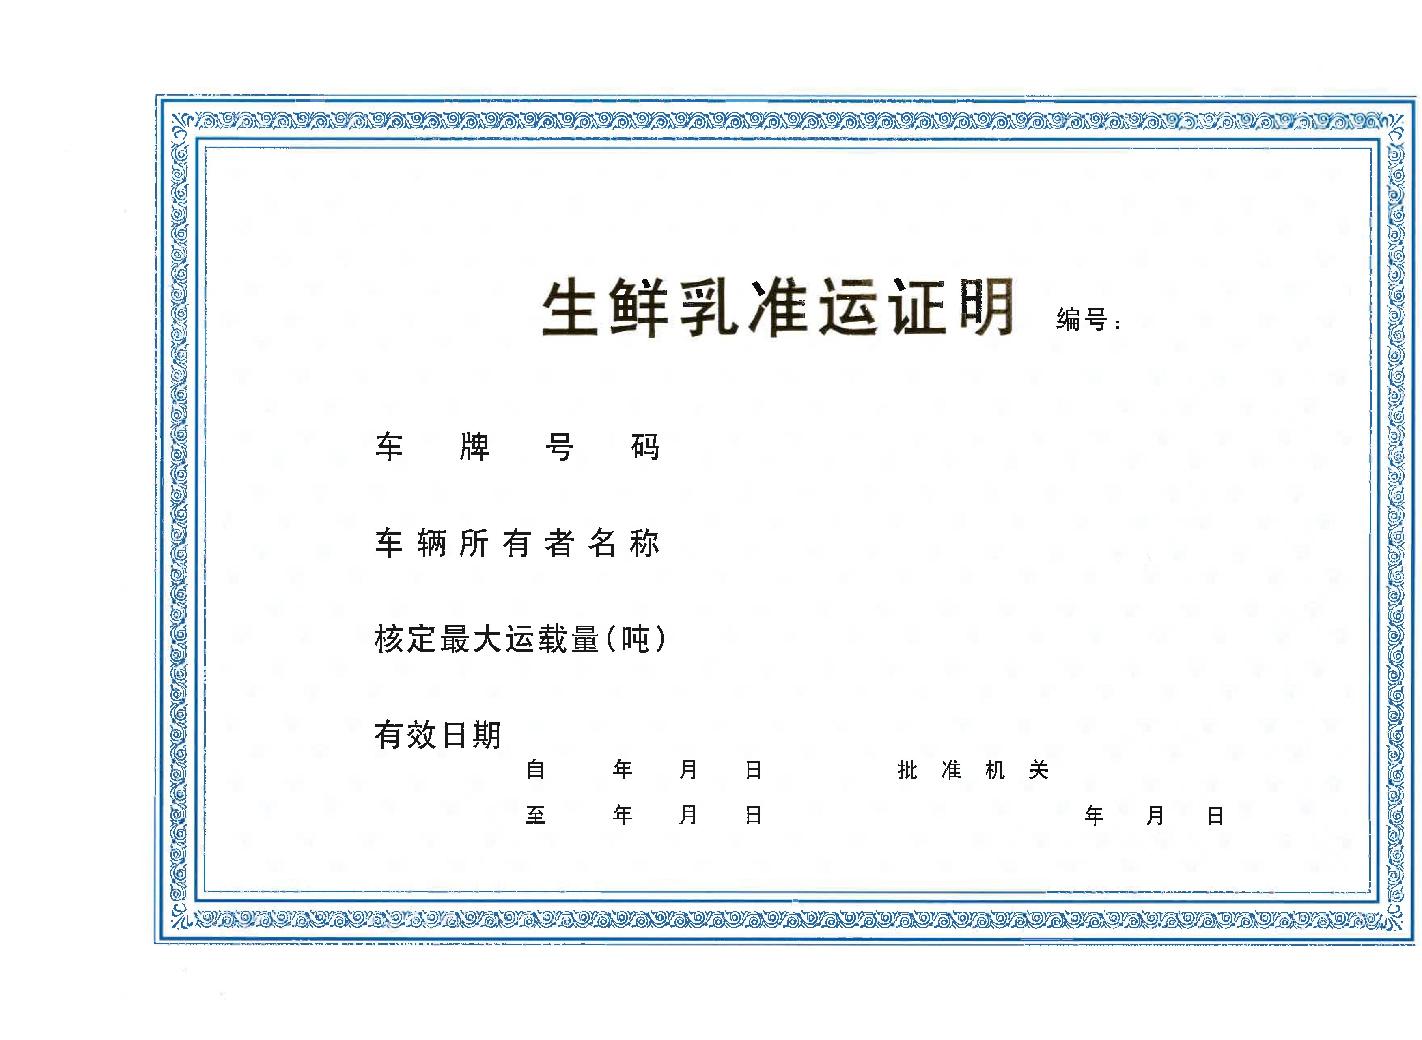 生鲜乳准运证明 编号：
车牌号码
车辆所有者名称
核定最大运载量(吨)
有效日期
自 年 月 日 批准机关
至 年 月 日 年 月 日